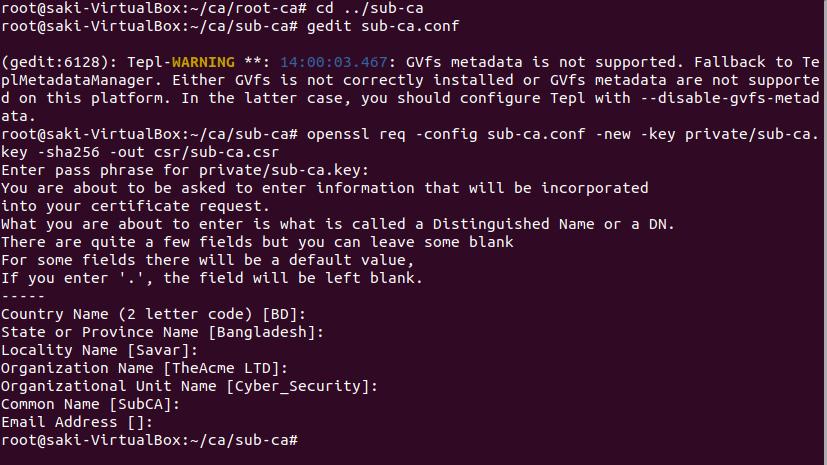 root@saki-VirtualBox:~/ca/root-ca# cd ../sub-ca
root@saki-VirtualBox:~/ca/sub-ca# gedit sub-ca.conf

(gedit:6128): Tepl-WARNING **: 14:00:03.467: GVfs metadata is not supported. Fallback to Te
plMetadataManager. Either GVfs is not correctly installed or GVfs metadata are not supporte
d on this platform. In the latter case, you should configure Tepl with --disable-gvfs-metad
ata.
root@saki-VirtualBox:~/ca/sub-ca# openssl req -config sub-ca.conf -new -key private/sub-ca.
key -sha256 -out csr/sub-ca.csr
Enter pass phrase for private/sub-ca.key:
You are about to be asked to enter information that will be incorporated
into your certificate request.
What you are about to enter is what is called a Distinguished Name or a DN.
There are quite a few fields but you can leave some blank
For some fields there will be a default value,
If you enter '.', the field will be left blank.
-----
Country Name (2 letter code) [BD]:
State or Province Name [Bangladesh]:
Locality Name [Savar]:
Organization Name [TheAcme LTD]:
Organizational Unit Name [Cyber_Security]:
Common Name [SubCA]:
Email Address []:
root@saki-VirtualBox:~/ca/sub-ca#